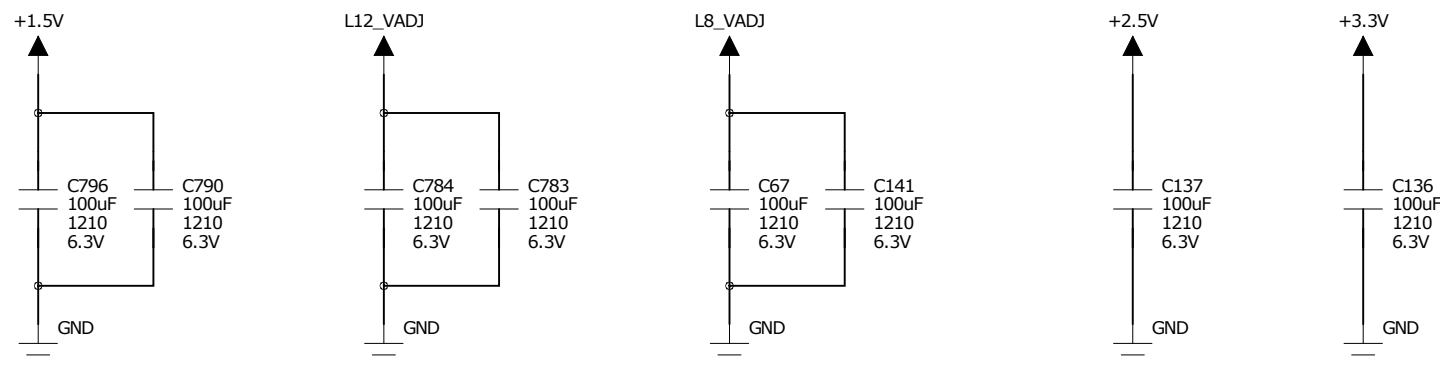 +1.5V
L12_VADJ
L8_VADJ
+2.5V
+3.3V
C796
100uF
1210
6.3V
C790
100uF
1210
6.3V
C784
100uF
1210
6.3V
C783
100uF
1210
6.3V
C67
100uF
1210
6.3V
C141
100uF
1210
6.3V
C137
100uF
1210
6.3V
C136
100uF
1210
6.3V
GND
GND
GND
GND
GND